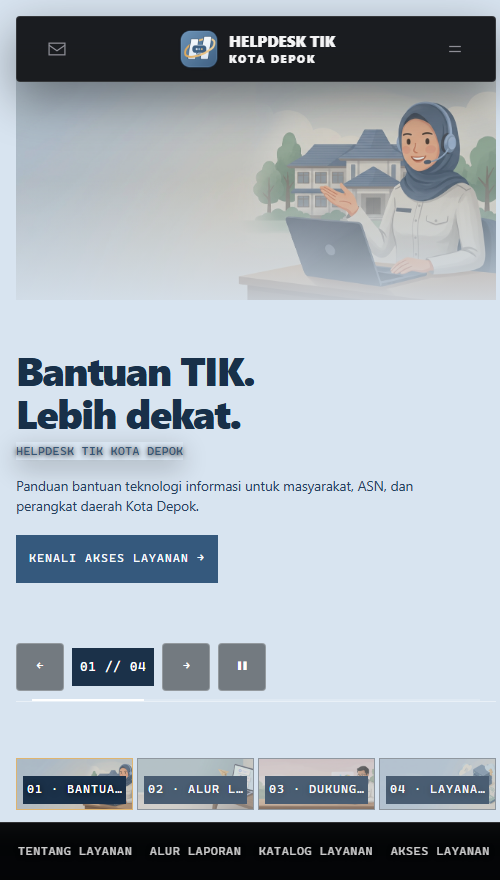 HELPDESK TIK
KOTA DEPOK
Bantuan TIK.
Lebih dekat.
HELPDESK TIK KOTA DEPOK
Panduan bantuan teknologi informasi untuk masyarakat, ASN, dan
perangkat daerah Kota Depok.
KENALI AKSES LAYANAN →
← 01 // 04 →
01 · BANTUA… 02 · ALUR L… 03 · DUKUNG… 04 · LAYANA…
TENTANG LAYANAN ALUR LAPORAN KATALOG LAYANAN AKSES LAYANAN